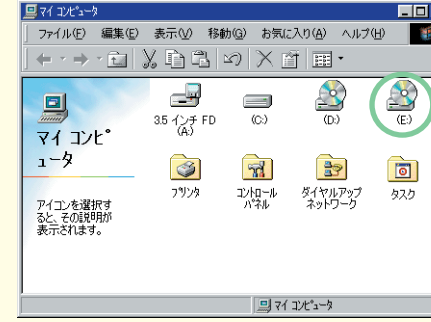 マイ コンピュータ
ファイル(F) 編集(E) 表示(V) 移動(G) お気に入り(A) ヘルプ(H)
マイ コンピ
ュータ
アイコンを選択す
ると、その説明が
表示されます。
3.5 インチ FD
(A:)
(C:)
(D:)
(E:)
プリンタ
コントロール
パネル
ダイヤルアップ
ネットワーク
タスク
マイ コンピュータ